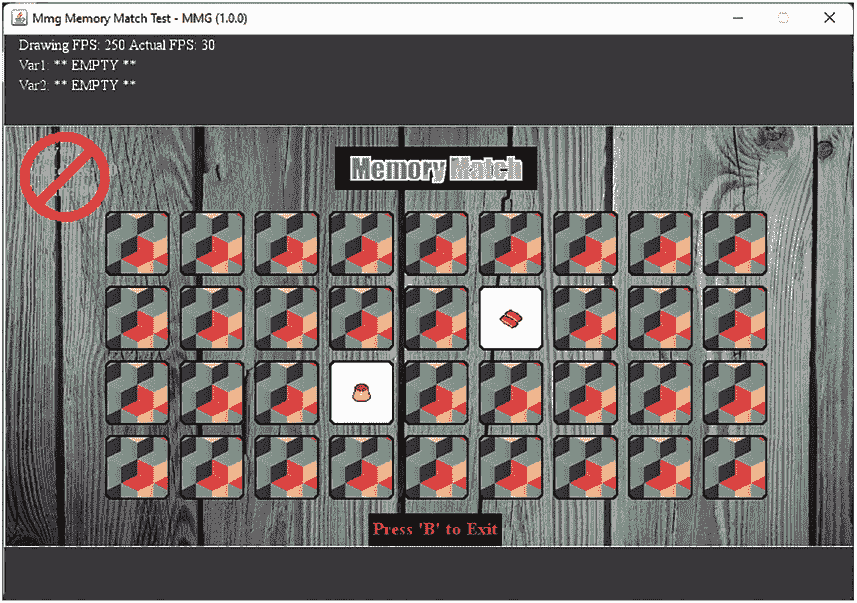 Mmg Memory Match Test - MMG (1.0.0)
Drawing FPS: 250 Actual FPS: 30
Var1: ** EMPTY **
Var2: ** EMPTY **
Memory Match
Press 'B' to Exit